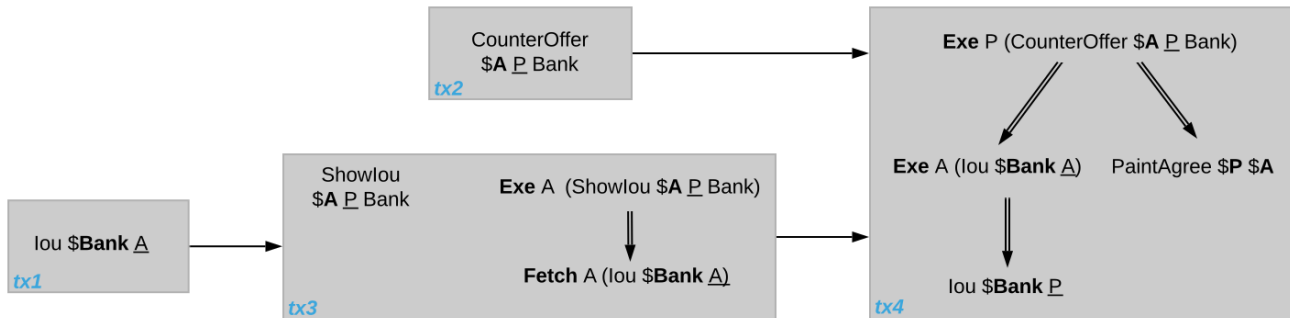 CounterOffer
$A P Bank
tx2
Exe P (CounterOffer $A P Bank)
Exe A (Iou $Bank A)
PaintAgree $P $A
Iou $Bank P
tx4
ShowIou
$A P Bank
Exe A (ShowIou $A P Bank)
Fetch A (Iou $Bank A)
tx3
Iou $Bank A
tx1